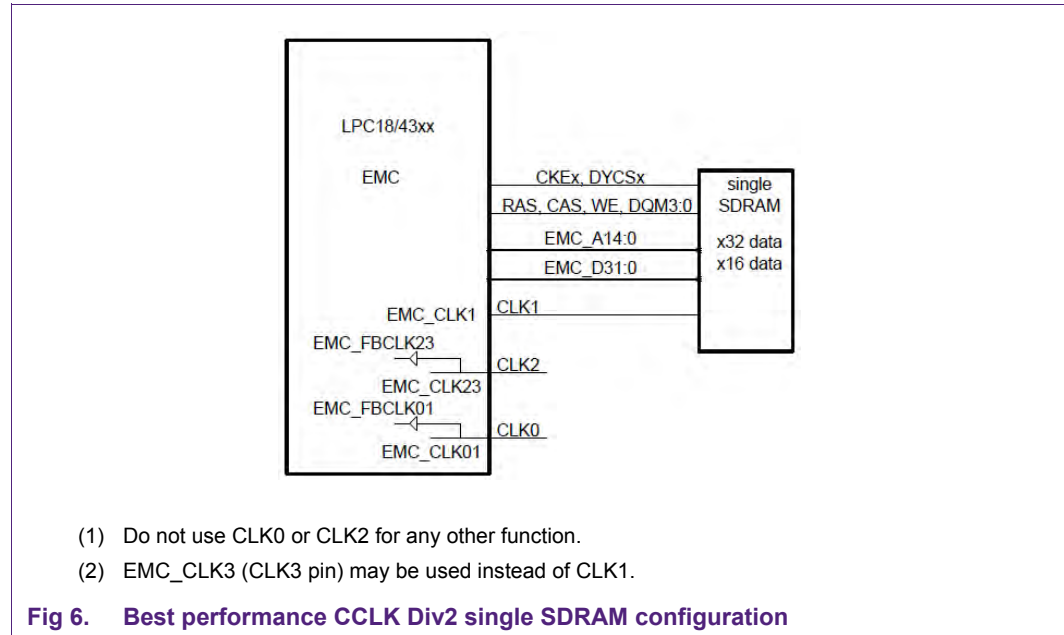 LPC18/43xx
EMC
CKEx, DYCSx
RAS, CAS, WE, DQM3:0
EMC_A14:0
EMC_D31:0
single
SDRAM
x32 data
x16 data
EMC_CLK1
CLK1
EMC_FBCLK23
CLK2
EMC_CLK23
EMC_FBCLK01
CLK0
EMC_CLK01
(1) Do not use CLK0 or CLK2 for any other function.
(2) EMC_CLK3 (CLK3 pin) may be used instead of CLK1.
Fig 6. Best performance CCLK Div2 single SDRAM configuration